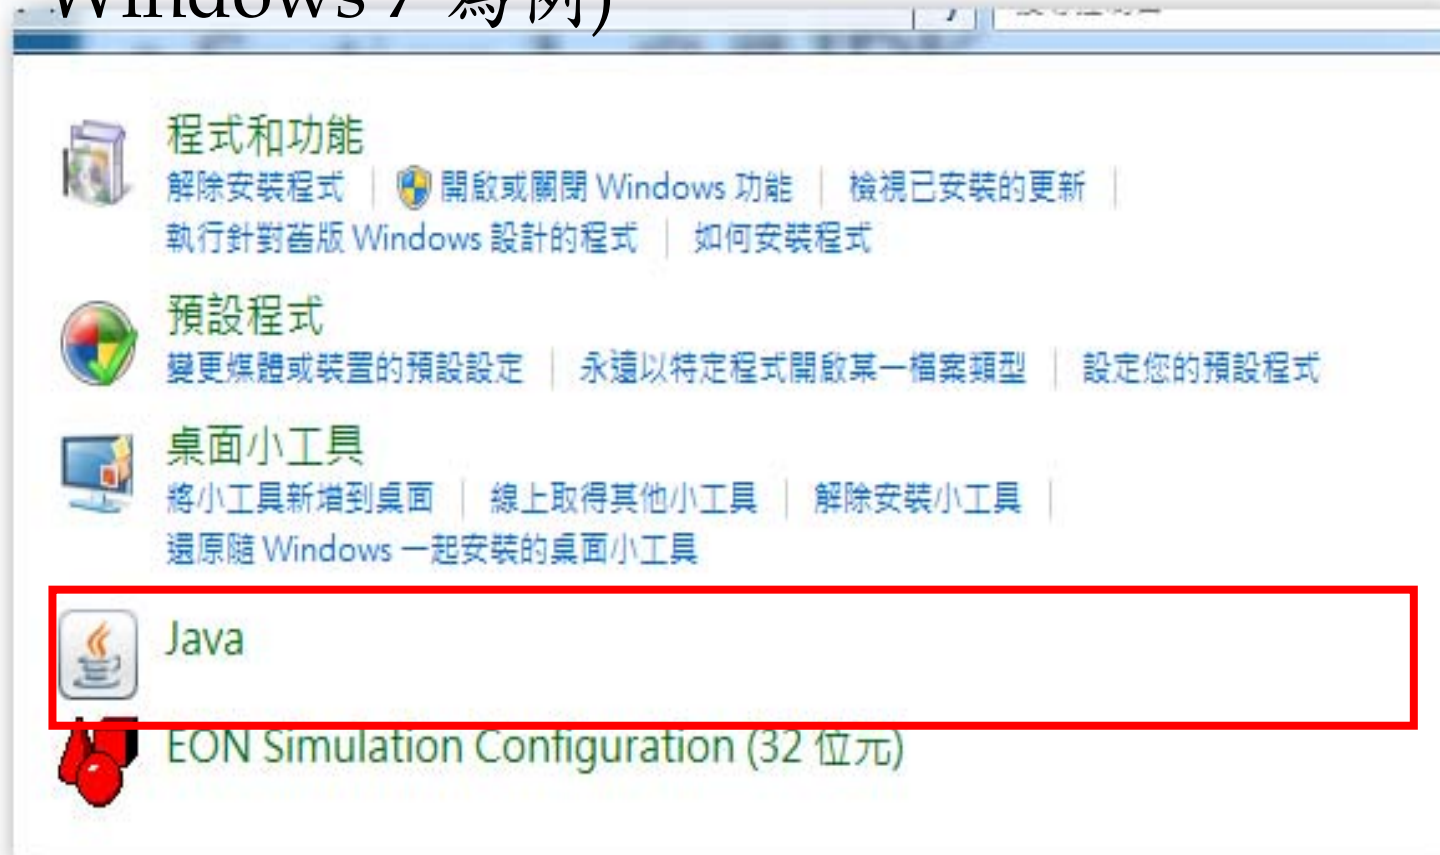 Windows 7 為例)
程式和功能
解除安裝程式 開啟或關閉 Windows 功能 檢視已安裝的更新
執行針對舊版 Windows 設計的程式 如何安裝程式
預設程式
變更媒體或裝置的預設設定 永遠以特定程式開啟某一檔案類型 設定您的預設程式
桌面小工具
將小工具新增到桌面 線上取得其他小工具 解除安裝小工具
還原隨 Windows 一起安裝的桌面小工具
Java
EON Simulation Configuration (32 位元)